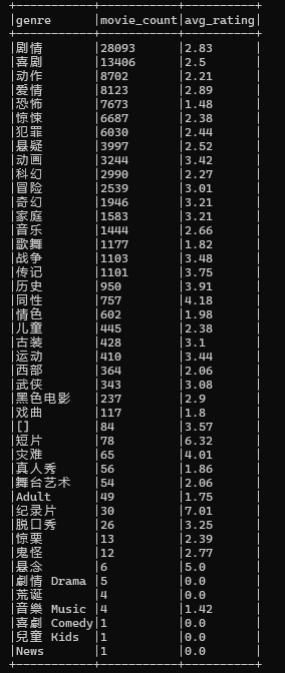 +-----------+-----------+----------+
|genre      |movie_count|avg_rating|
+-----------+-----------+----------+
|剧情|28093|2.83|
|喜剧|13406|2.5|
|动作|8702|2.21|
|爱情|8123|2.89|
|恐怖|7673|1.48|
|惊悚|6687|2.38|
|犯罪|6030|2.44|
|悬疑|3997|2.52|
|动画|3244|3.42|
|科幻|2990|2.27|
|冒险|2539|3.01|
|奇幻|1946|3.21|
|家庭|1583|3.21|
|音乐|1444|2.66|
|歌舞|1177|1.82|
|战争|1103|3.48|
|传记|1101|3.75|
|历史|950|3.91|
|同性|757|4.18|
|情色|602|1.98|
|儿童|445|2.38|
|古装|428|3.1|
|运动|410|3.44|
|西部|364|2.06|
|武侠|343|3.08|
|黑色电影|237|2.9|
|戏曲|117|1.8|
|[]|84|3.57|
|短片|78|6.32|
|灾难|65|4.01|
|真人秀|56|1.86|
|舞台艺术|54|2.06|
|Adult|49|1.75|
|纪录片|30|7.01|
|脱口秀|26|3.25|
|惊栗|13|2.39|
|鬼怪|12|2.77|
|悬念|6|5.0|
|劇情 Drama|5|0.0|
|荒诞|4|0.0|
|音樂 Music|4|1.42|
|喜劇 Comedy|1|0.0|
|兒童 Kids|1|0.0|
|News|1|0.0|
+-----------+-----------+----------+